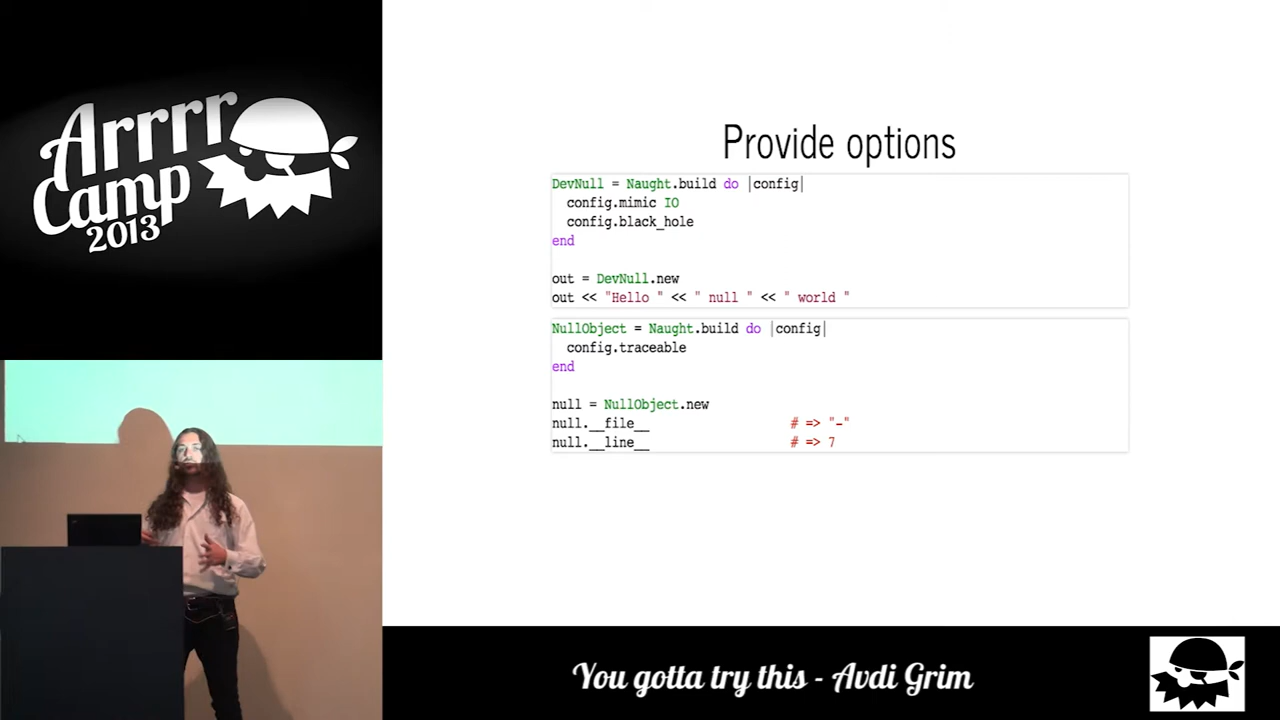 Arrrr
Camp
2013
Provide options
DevNull = Naught.build do |config|
  config.mimic IO
  config.black_hole
end
out = DevNull.new
out << "Hello " << " null " << " world "
NullObject = Naught.build do |config|
  config.traceable
end
null = NullObject.new
null.__file__ # => "-"
null.__line__ # => 7
You gotta try this - Avdi Grim